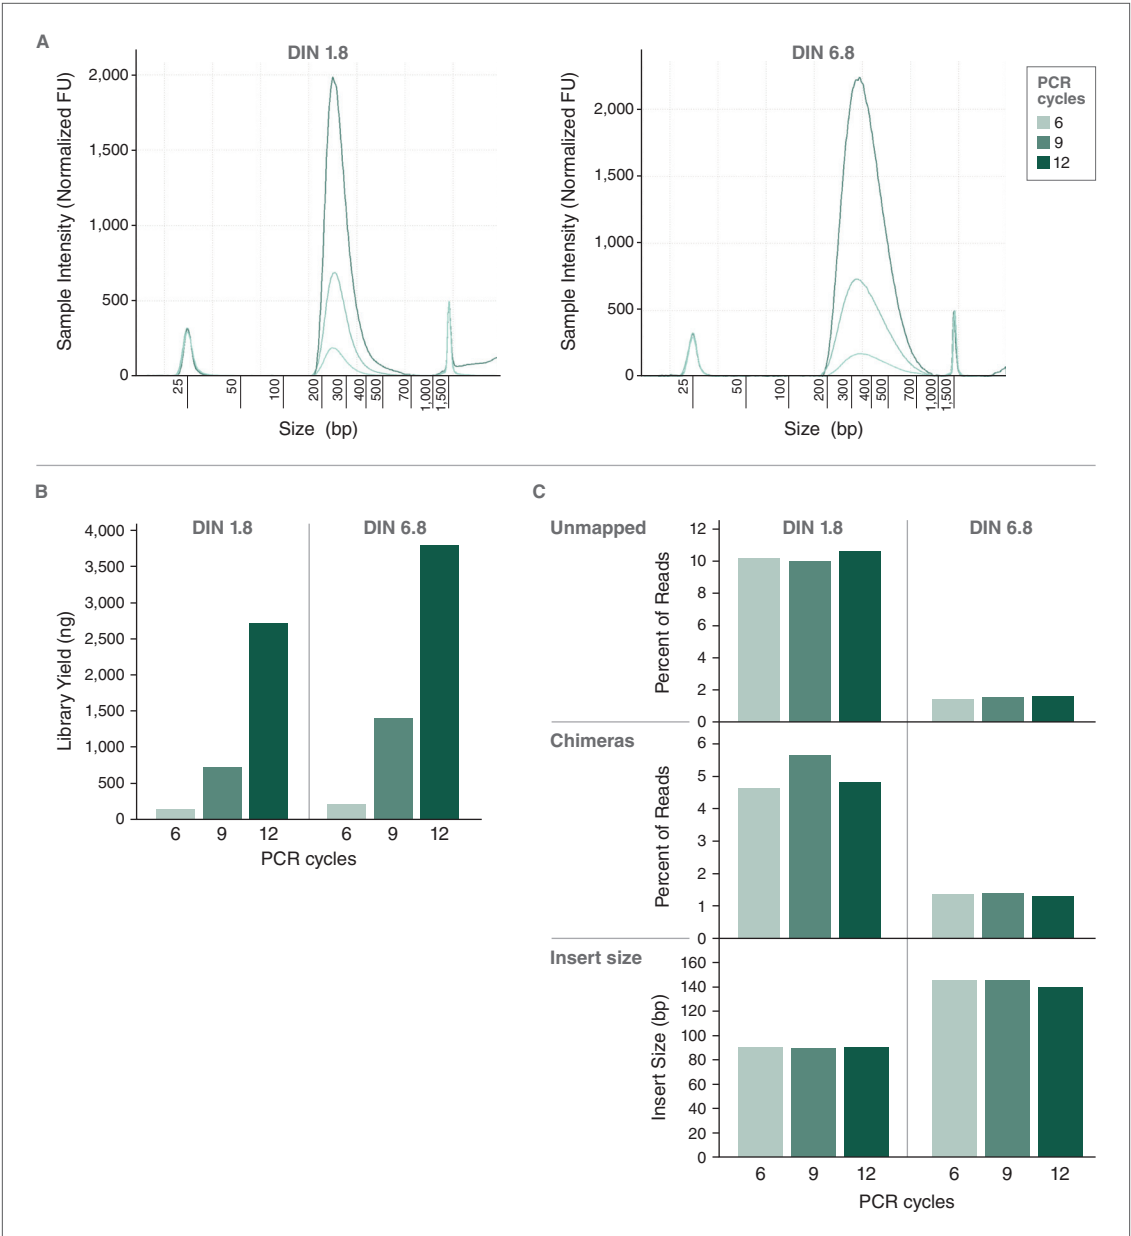 A
DIN 1.8
DIN 6.8
Sample Intensity (Normalized FU)
2,000
1,500
1,000
500
0
25
50
100
200
300
400
500
700
1,000
1,500
Size (bp)
Sample Intensity (Normalized FU)
2,000
1,500
1,000
500
0
25
50
100
200
300
400
500
700
1,000
1,500
Size (bp)
PCR
cycles
6
9
12
B
DIN 1.8
DIN 6.8
Library Yield (ng)
4,000
3,500
3,000
2,500
2,000
1,500
1,000
500
0
6 9 12 6 9 12
PCR cycles
C
Unmapped
DIN 1.8
DIN 6.8
Percent of Reads
12
10
8
6
4
2
0
Chimeras
Percent of Reads
6
5
4
3
2
1
0
Insert size
Insert Size (bp)
160
140
120
100
80
60
40
20
0
6 9 12 6 9 12
PCR cycles